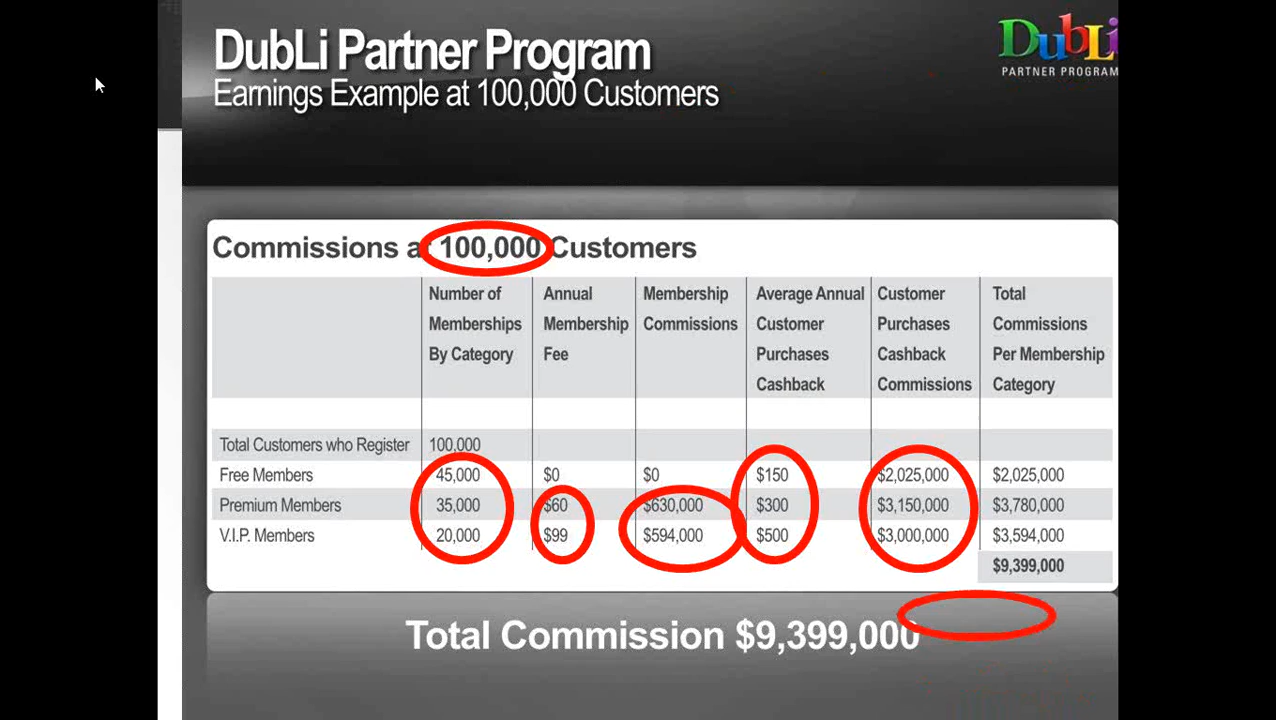 DubLi Partner Program
Earnings Example at 100,000 Customers
DubLi
PARTNER PROGRAM
Commissions at 100,000 Customers
Number of Memberships By Category
Annual Membership Fee
Membership Commissions
Average Annual Customer Purchases Cashback
Customer Purchases Cashback Commissions
Total Commissions Per Membership Category
Total Customers who Register 100,000
Free Members 45,000 $0 $0 $150 $2,025,000 $2,025,000
Premium Members 35,000 $60 $630,000 $300 $3,150,000 $3,780,000
V.I.P. Members 20,000 $99 $594,000 $500 $3,000,000 $3,594,000
$9,399,000
Total Commission $9,399,000